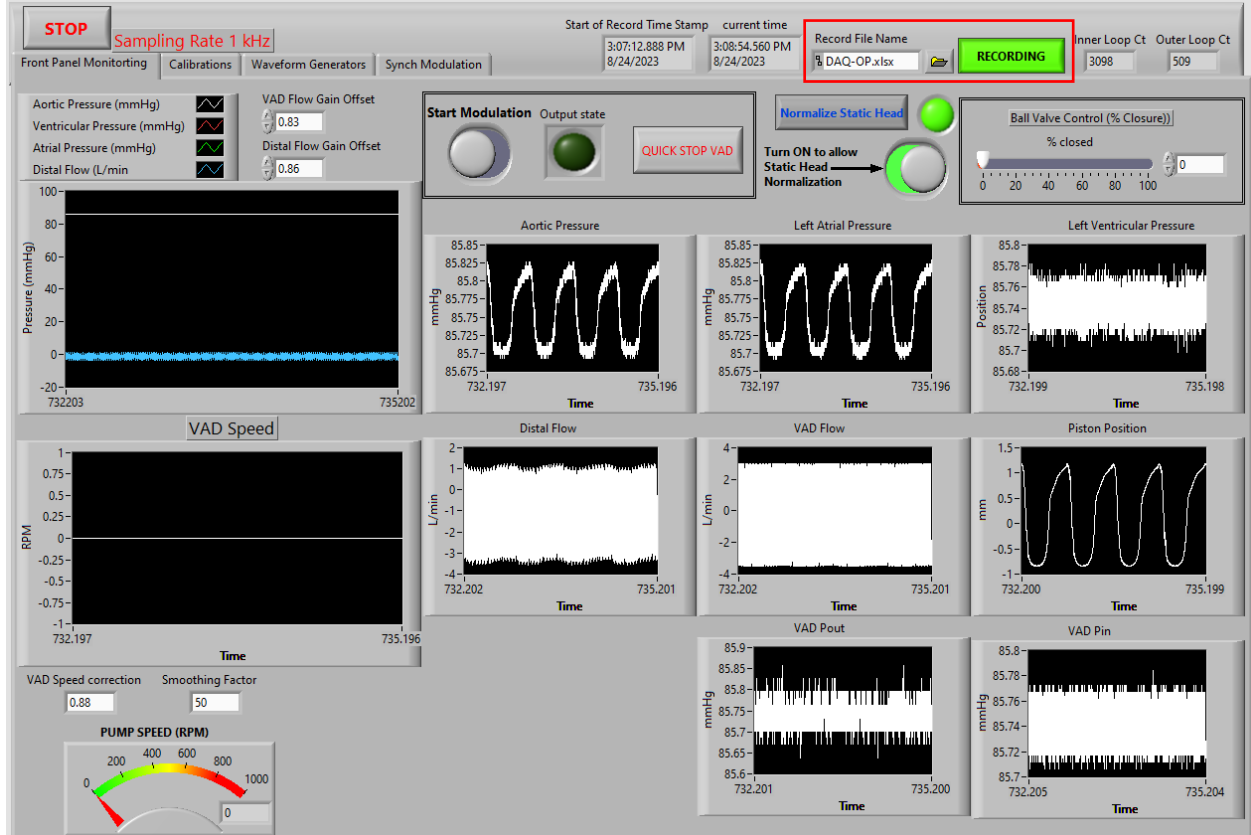 STOP
Sampling Rate 1 kHz
Start of Record Time Stamp
current time
3:07:12.888 PM
8/24/2023
3:08:54.560 PM
8/24/2023
Record File Name
DAQ-OP.xlsx
RECORDING
Inner Loop Ct
3098
Outer Loop Ct
509
Front Panel Monitorting
Calibrations
Waveform Generators
Synch Modulation
Aortic Pressure (mmHg)
Ventricular Pressure (mmHg)
Atrial Pressure (mmHg)
Distal Flow (L/min
VAD Flow Gain Offset
0.83
Distal Flow Gain Offset
0.86
Start Modulation
Output state
QUICK STOP VAD
Normalize Static Head
Turn ON to allow
Static Head
Normalization
Ball Valve Control (% Closure))
% closed
0 20 40 60 80 100
0
Pressure (mmHg)
100
80
60
40
20
0
-20
732203 735202
Aortic Pressure
mmHg
85.85
85.825
85.8
85.775
85.75
85.725
85.7
85.675
732.197 735.196
Time
Left Atrial Pressure
mmHg
85.85
85.825
85.8
85.775
85.75
85.725
85.7
85.675
732.197 735.196
Time
Left Ventricular Pressure
Position
85.8
85.78
85.76
85.74
85.72
85.7
85.68
732.199 735.198
Time
VAD Speed
RPM
1
0.75
0.5
0.25
0
-0.25
-0.5
-0.75
-1
732.197 735.196
Time
Distal Flow
L/min
2
1
0
-1
-2
-3
-4
732.202 735.201
Time
VAD Flow
L/min
4
2
0
-2
-4
732.202 735.201
Time
Piston Position
mm
1.5
1
0.5
0
-0.5
-1
732.200 735.199
Time
VAD Speed correction
0.88
Smoothing Factor
50
PUMP SPEED (RPM)
0 200 400 600 800 1000
0
VAD Pout
mmHg
85.9
85.85
85.8
85.75
85.7
85.65
85.6
732.201 735.200
Time
VAD Pin
mmHg
85.8
85.78
85.76
85.74
85.72
85.7
732.205 735.204
Time